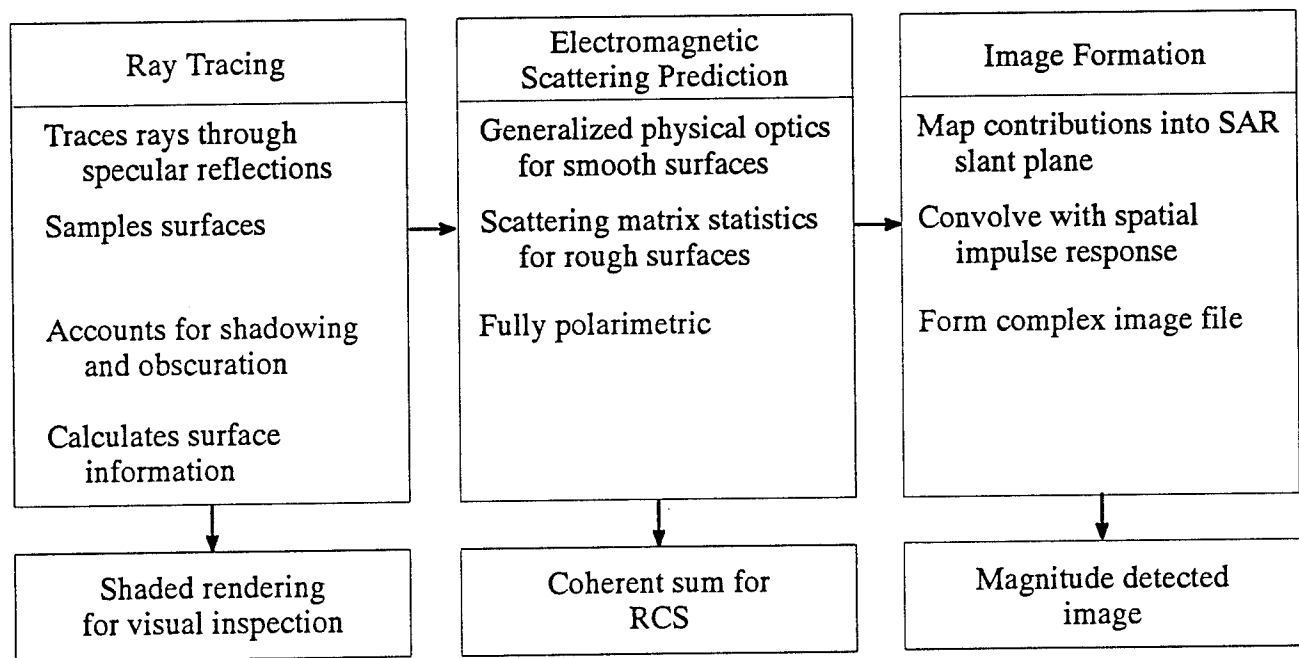 Ray Tracing
Traces rays through
specular reflections
Samples surfaces
Accounts for shadowing
and obscuration
Calculates surface
information
Shaded rendering
for visual inspection
Electromagnetic
Scattering Prediction
Generalized physical optics
for smooth surfaces
Scattering matrix statistics
for rough surfaces
Fully polarimetric
Coherent sum for
RCS
Image Formation
Map contributions into SAR
slant plane
Convolve with spatial
impulse response
Form complex image file
Magnitude detected
image